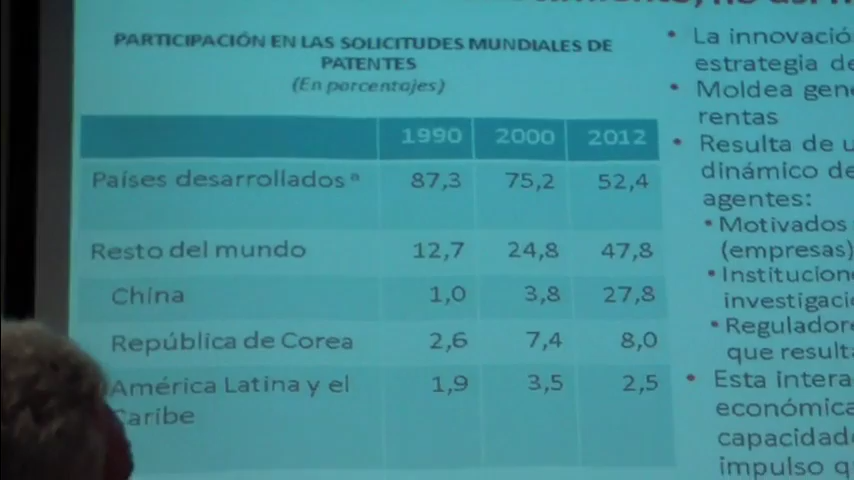 PARTICIPACIÓN EN LAS SOLICITUDES MUNDIALES DE
PATENTES
(En porcentajes)
1990 2000 2012
Países desarrollados ª 87,3 75,2 52,4
Resto del mundo 12,7 24,8 47,8
China 1,0 3,8 27,8
República de Corea 2,6 7,4 8,0
América Latina y el 1,9 3,5 2,5
Caribe
• La innovació
estrategia de
• Moldea gene
rentas
• Resulta de u
dinámico de
agentes:
• Motivados
(empresas)
• Institucione
investigació
• Reguladore
que resulta
• Esta intera
económica
capacidade
impulso q